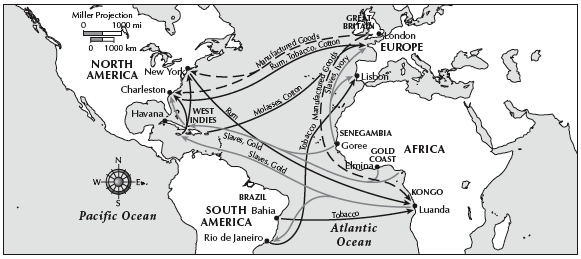 Miller Projection
0 1000 mi
0 1000 km
NORTH
AMERICA
New York
Charleston
Havana
WEST
INDIES
GREAT
BRITAIN
London
EUROPE
Lisbon
Manufactured Goods
Rum, Tobacco, Cotton
Molasses, Cotton
Rum
Tobacco
Manufactured Goods
Slaves, Ivory
Slaves, Gold
Slaves, Gold
SENEGAMBIA
Goree
GOLD
COAST
Elmina
AFRICA
KONGO
Luanda
N
W
E
S
Pacific Ocean
BRAZIL
SOUTH
AMERICA
Bahia
Tobacco
Rio de Janeiro
Atlantic
Ocean